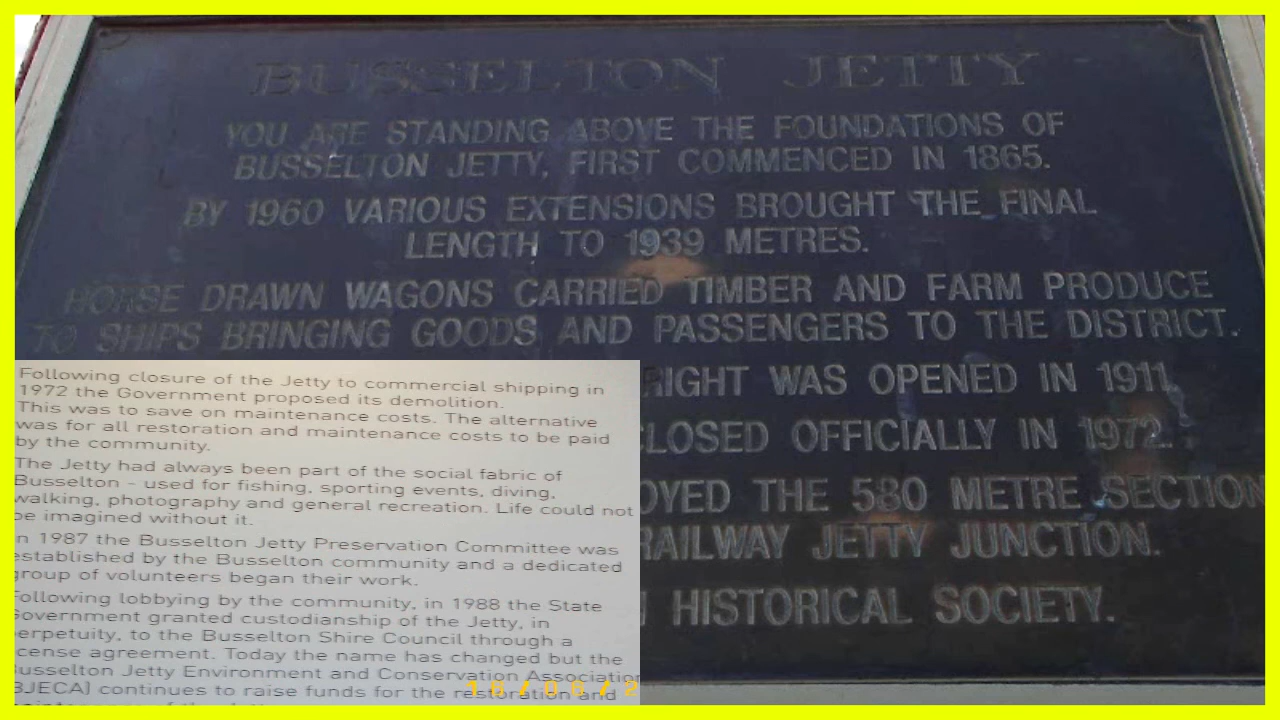 BUSSELTON JETTY
YOU ARE STANDING ABOVE THE FOUNDATIONS OF
BUSSELTON JETTY, FIRST COMMENCED IN 1865.
BY 1960 VARIOUS EXTENSIONS BROUGHT THE FINAL
LENGTH TO 1939 METRES.
HORSE DRAWN WAGONS CARRIED TIMBER AND FARM PRODUCE
TO SHIPS BRINGING GOODS AND PASSENGERS TO THE DISTRICT.
RIGHT WAS OPENED IN 1911.
CLOSED OFFICIALLY IN 1972.
OYED THE 580 METRE SECTION
RAILWAY JETTY JUNCTION.
HISTORICAL SOCIETY.
Following closure of the Jetty to commercial shipping in
1972 the Government proposed its demolition.
This was to save on maintenance costs. The alternative
was for all restoration and maintenance costs to be paid
by the community.
The Jetty had always been part of the social fabric of
Busselton - used for fishing, sporting events, diving,
walking, photography and general recreation. Life could not
be imagined without it.
In 1987 the Busselton Jetty Preservation Committee was
established by the Busselton community and a dedicated
group of volunteers began their work.
Following lobbying by the community, in 1988 the State
Government granted custodianship of the Jetty, in
perpetuity, to the Busselton Shire Council through a
icense agreement. Today the name has changed but the
Busselton Jetty Environment and Conservation Association
BJECA) continues to raise funds for the restoration and